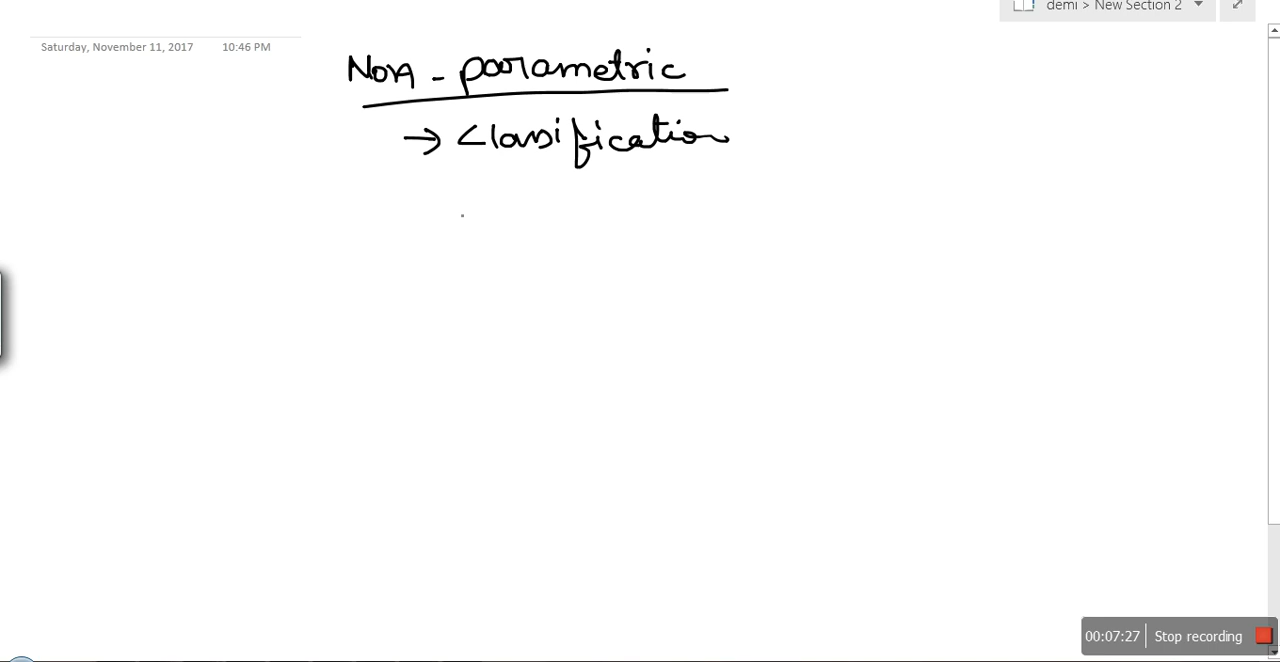 demi > New Section 2
Saturday, November 11, 2017 10:46 PM
Non - parametric
→ Classification
00:07:27 Stop recording